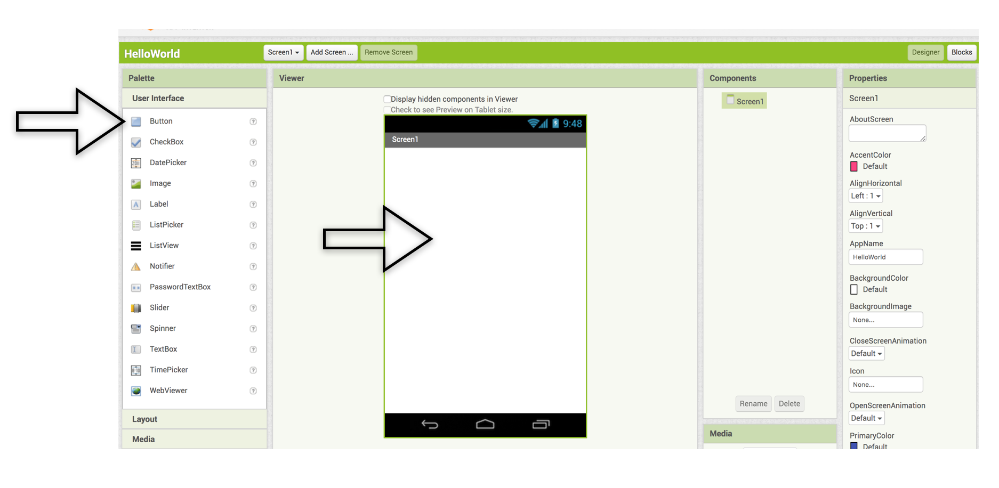 HelloWorld
Screen1
Add Screen ...
Remove Screen
Designer
Blocks
Palette
User Interface
Button
?
CheckBox
?
DatePicker
?
Image
?
Label
?
ListPicker
?
ListView
?
Notifier
?
PasswordTextBox
?
Slider
?
Spinner
?
TextBox
?
TimePicker
?
WebViewer
?
Layout
Media
Viewer
Display hidden components in Viewer
Check to see Preview on Tablet size.
9:48
Screen1
Components
Screen1
Rename
Delete
Media
Properties
Screen1
AboutScreen
AccentColor
Default
AlignHorizontal
Left : 1
AlignVertical
Top : 1
AppName
HelloWorld
BackgroundColor
Default
BackgroundImage
None...
CloseScreenAnimation
Default
Icon
None...
OpenScreenAnimation
Default
PrimaryColor
Default